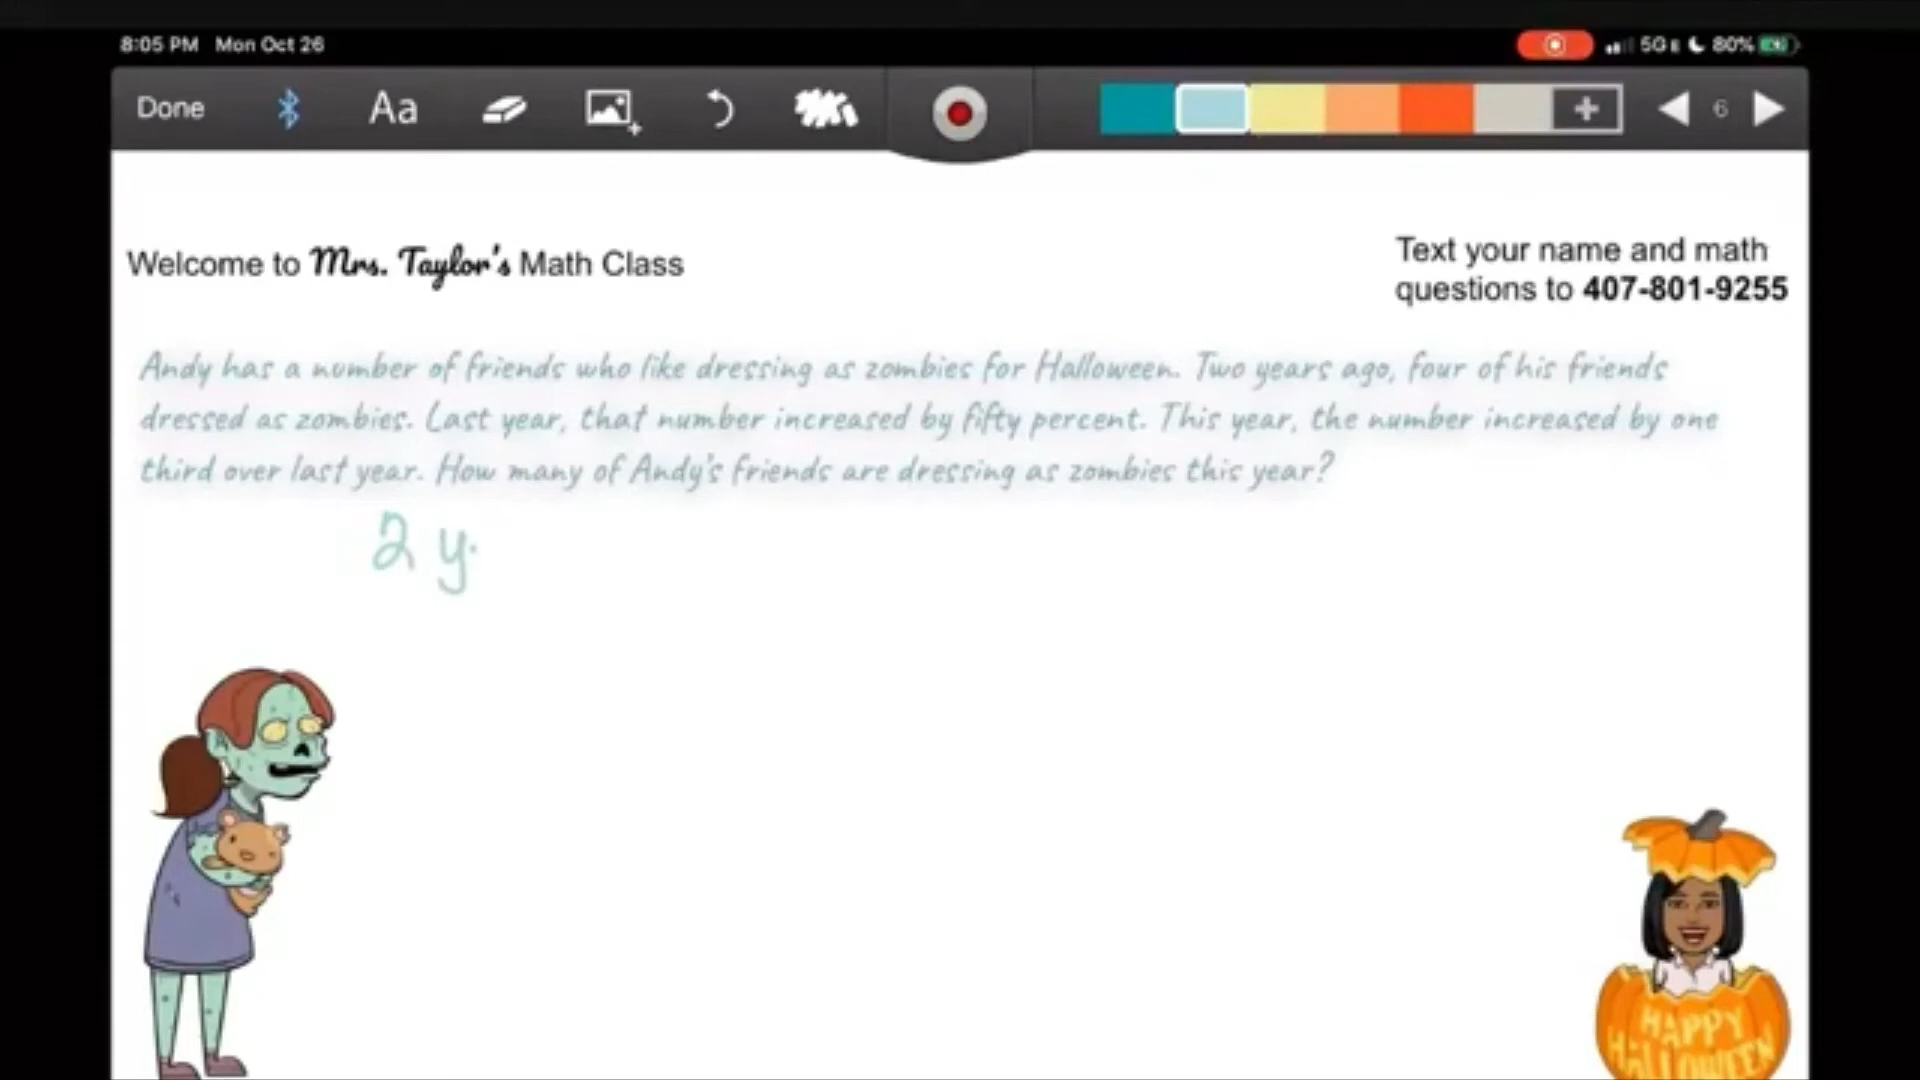 8:05 PM Mon Oct 26
5G E 80%
Done Aa 6
Welcome to Mrs. Taylor's Math Class
Text your name and math
questions to 407-801-9255
Andy has a number of friends who like dressing as zombies for Halloween. Two years ago, four of his friends
dressed as zombies. Last year, that number increased by fifty percent. This year, the number increased by one
third over last year. How many of Andy's friends are dressing as zombies this year?
2 y.
HAPPY
HALLOWEEN